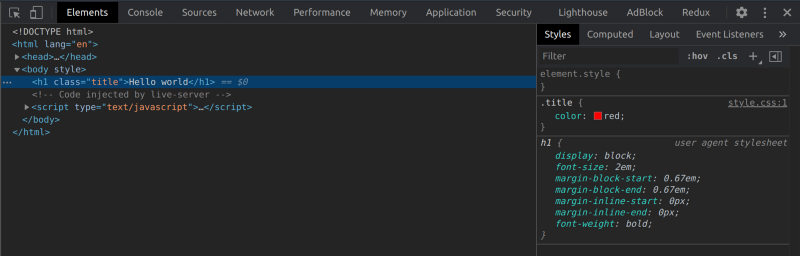 Elements Console Sources Network Performance Memory Application Security Lighthouse AdBlock Redux
<!DOCTYPE html>
<html lang="en">
<head>…</head>
<body style>
<h1 class="title">Hello world</h1> == $0
<!-- Code injected by live-server -->
<script type="text/javascript">…</script>
</body>
</html>
Styles Computed Layout Event Listeners »
Filter :hov .cls +
element.style {
}
.title { style.css:1
color: red;
}
h1 { user agent stylesheet
display: block;
font-size: 2em;
margin-block-start: 0.67em;
margin-block-end: 0.67em;
margin-inline-start: 0px;
margin-inline-end: 0px;
font-weight: bold;
}